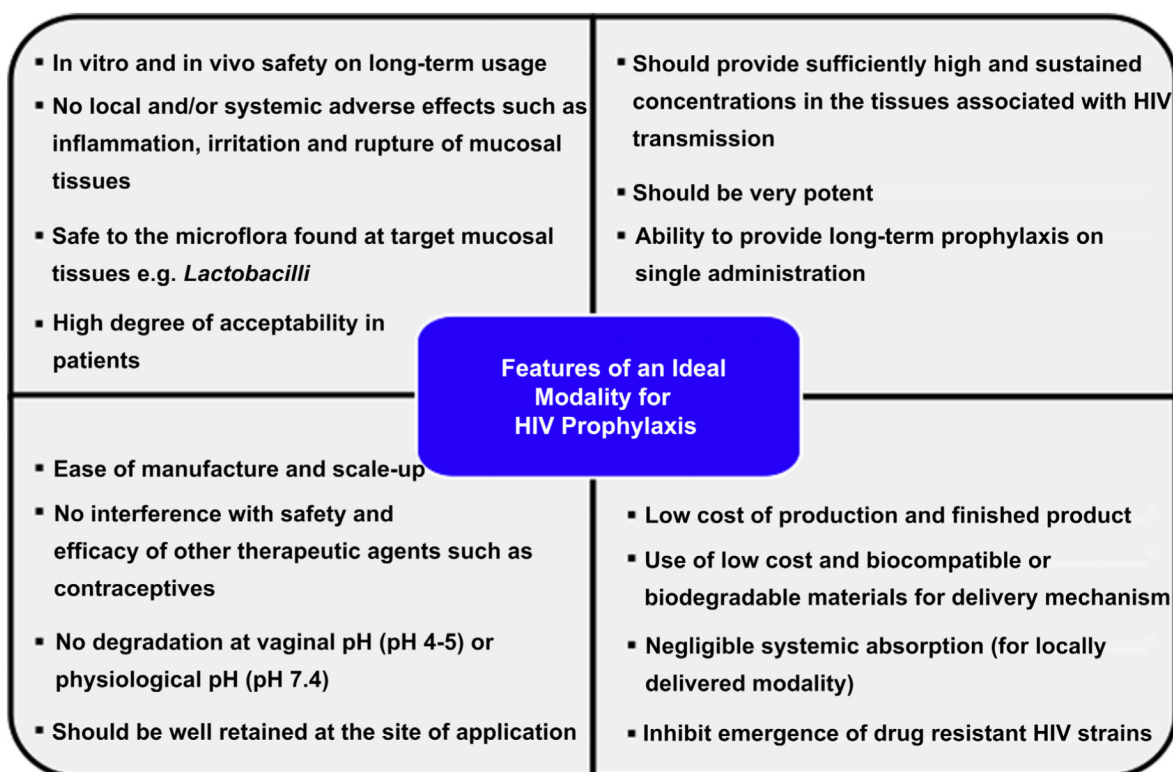 ▪ In vitro and in vivo safety on long-term usage
▪ No local and/or systemic adverse effects such as
inflammation, irritation and rupture of mucosal
tissues
▪ Safe to the microflora found at target mucosal
tissues e.g. Lactobacilli
▪ High degree of acceptability in
patients
▪ Should provide sufficiently high and sustained
concentrations in the tissues associated with HIV
transmission
▪ Should be very potent
▪ Ability to provide long-term prophylaxis on
single administration
Features of an Ideal
Modality for
HIV Prophylaxis
▪ Ease of manufacture and scale-up
▪ No interference with safety and
efficacy of other therapeutic agents such as
contraceptives
▪ No degradation at vaginal pH (pH 4-5) or
physiological pH (pH 7.4)
▪ Should be well retained at the site of application
▪ Low cost of production and finished product
▪ Use of low cost and biocompatible or
biodegradable materials for delivery mechanism
▪ Negligible systemic absorption (for locally
delivered modality)
▪ Inhibit emergence of drug resistant HIV strains